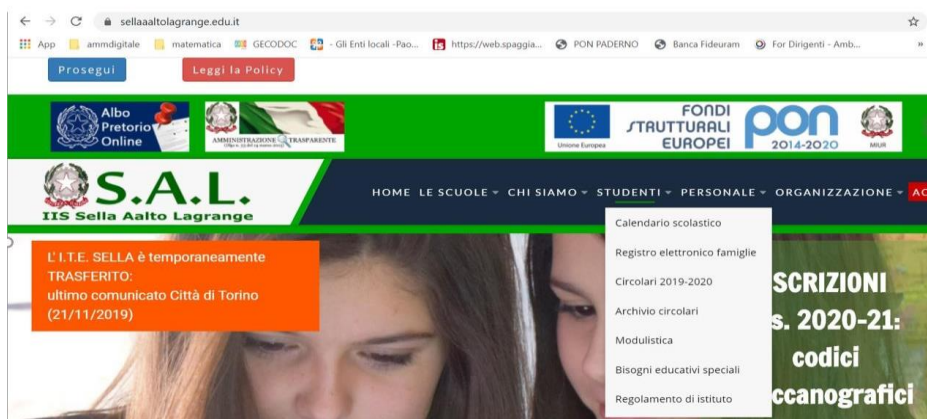 sellaaaltolagrange.edu.it
App ammdigitale matematica GECODOC - Gli Enti locali -Pao... https://web.spaggia... PON PADERNO Banca Fideuram For Dirigenti - Amb... »
Prosegui Leggi la Policy
Albo
Pretorio
Online
AMMINISTRAZIONE TRASPARENTE
Unione Europea
FONDI
STRUTTURALI
EUROPEI
pon
2014-2020
MIUR
S.A.L.
IIS Sella Aalto Lagrange
HOME LE SCUOLE CHI SIAMO STUDENTI PERSONALE ORGANIZZAZIONE AC
Calendario scolastico
Registro elettronico famiglie
Circolari 2019-2020
Archivio circolari
Modulistica
Bisogni educativi speciali
Regolamento di istituto
L' I.T.E. SELLA è temporaneamente
TRASFERITO:
ultimo comunicato Città di Torino
(21/11/2019)
SCRIZIONI
s. 2020-21:
codici
ccanografici